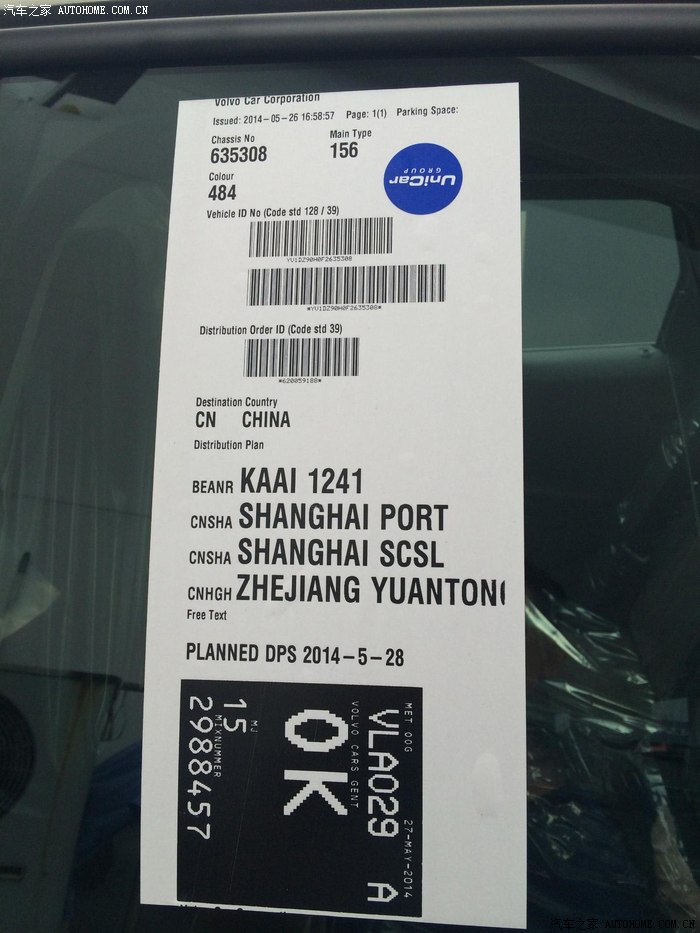 汽车之家 AUTOHOME.COM.CN
Volvo Car Corporation
Issued: 2014-05-26 16:58:57 Page: 1(1) Parking Space:
Chassis No Main Type
635308 156
UniCar
GROUP
Colour
484
Vehicle ID No (Code std 128 / 39)
YV1DZ90H0F2635308
*YV1DZ90H0F2635308*
Distribution Order ID (Code std 39)
*620059188*
Destination Country
CN CHINA
Distribution Plan
BEANR KAAI 1241
CNSHA SHANGHAI PORT
CNSHA SHANGHAI SCSL
CNHGH ZHEJIANG YUANTON
Free Text
PLANNED DPS 2014-5-28
MET OOG 27-MAY-2014
VLA029 A
VOLVO CARS GENT
OK
MJ
15
MIXNUMMER
2988457
汽车之家 AUTOHOME.COM.CN